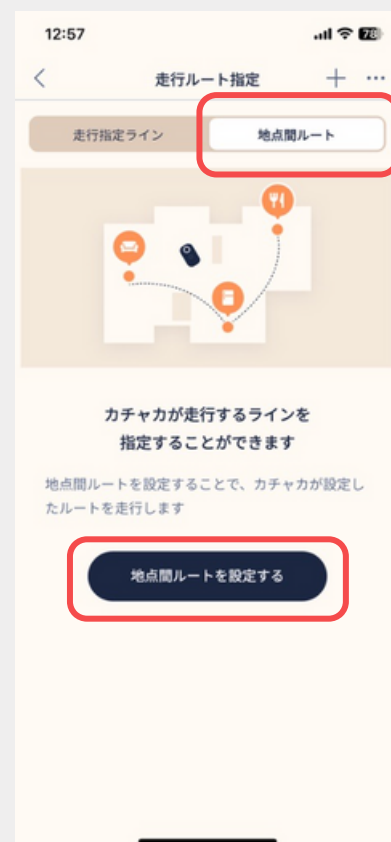 12:57
78
走行ルート指定
走行指定ライン
地点間ルート
カチャカが走行するラインを
指定することができます
地点間ルートを設定することで、カチャカが設定し
たルートを走行します
地点間ルートを設定する